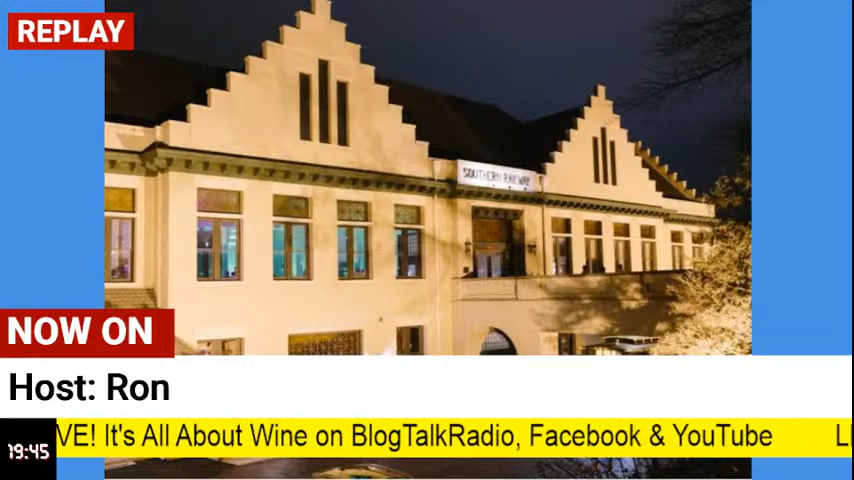 REPLAY
SOUTHERN RAILWAY
NOW ON
Host: Ron
VE! It's All About Wine on BlogTalkRadio, Facebook & YouTube LI
19:45